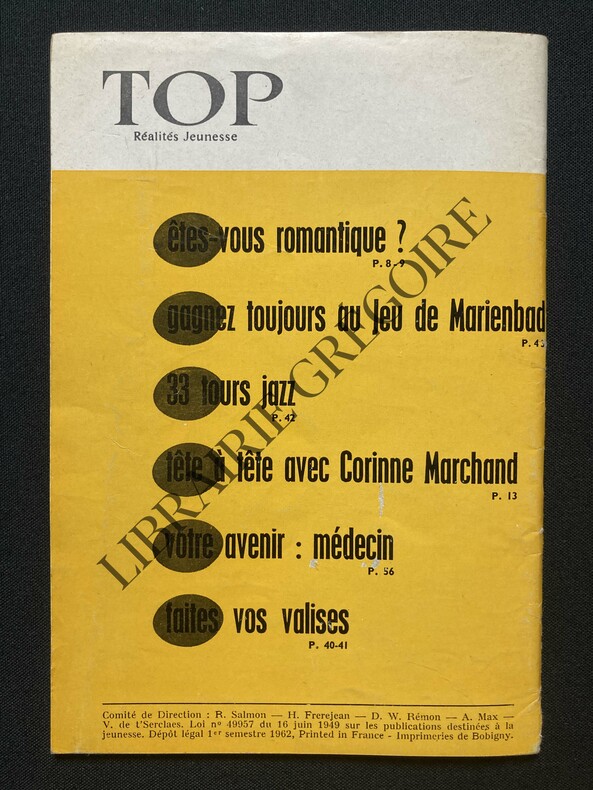 TOP
Réalités Jeunesse
êtes-vous romantique ?
P. 8-9
gagnez toujours au jeu de Marienbad
33 tours jazz
P. 42
tête à tête avec Corinne Marchand
P. 13
votre avenir : médecin
P. 56
faites vos valises
P. 40-41
LIBRAIRIE GREGOIRE
Comité de Direction : R. Salmon — H. Frerejean — D. W. Rémon — A. Max —
V. de t'Serclaes. Loi nº 49957 du 16 juin 1949 sur les publications destinées à la
jeunesse. Dépôt légal 1er semestre 1962, Printed in France - Imprimeries de Bobigny.